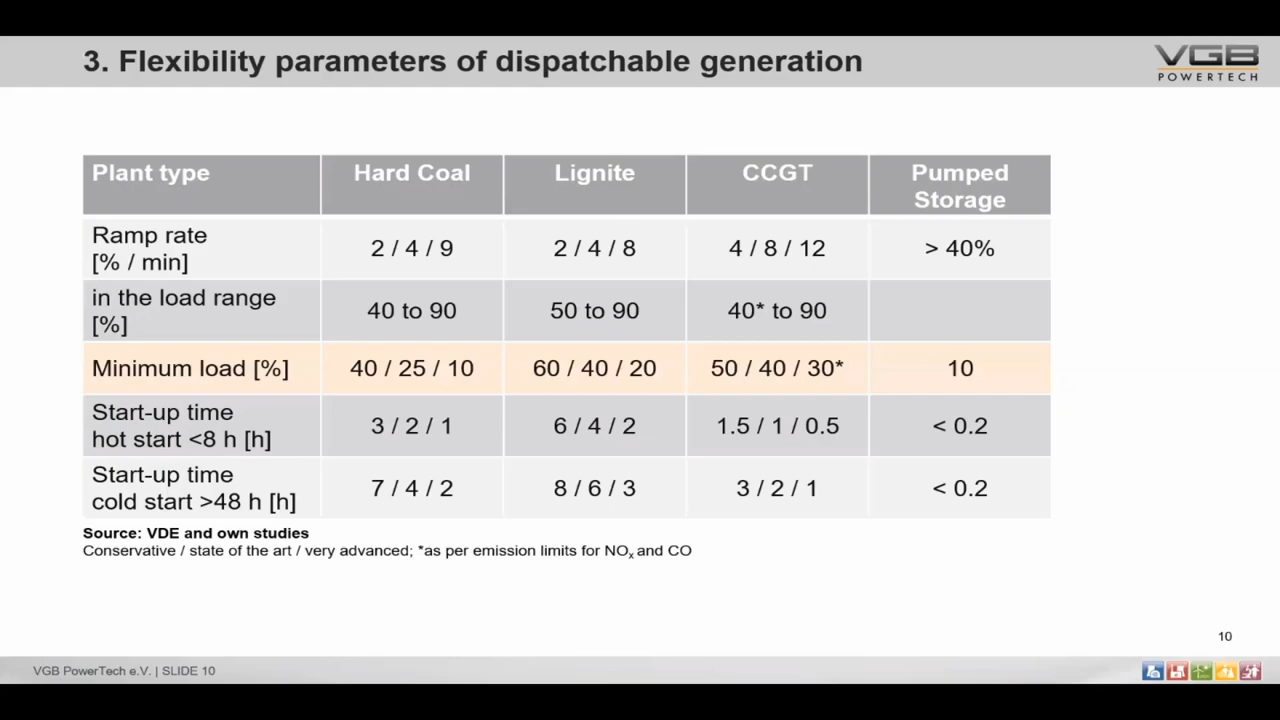 3. Flexibility parameters of dispatchable generation
VGB
POWERTECH
Plant type
Hard Coal
Lignite
CCGT
Pumped
Storage
Ramp rate
[% / min]
2 / 4 / 9
2 / 4 / 8
4 / 8 / 12
> 40%
in the load range
[%]
40 to 90
50 to 90
40* to 90
Minimum load [%]
40 / 25 / 10
60 / 40 / 20
50 / 40 / 30*
10
Start-up time
hot start <8 h [h]
3 / 2 / 1
6 / 4 / 2
1.5 / 1 / 0.5
< 0.2
Start-up time
cold start >48 h [h]
7 / 4 / 2
8 / 6 / 3
3 / 2 / 1
< 0.2
Source: VDE and own studies
Conservative / state of the art / very advanced; *as per emission limits for NOx and CO
10
VGB PowerTech e.V. | SLIDE 10